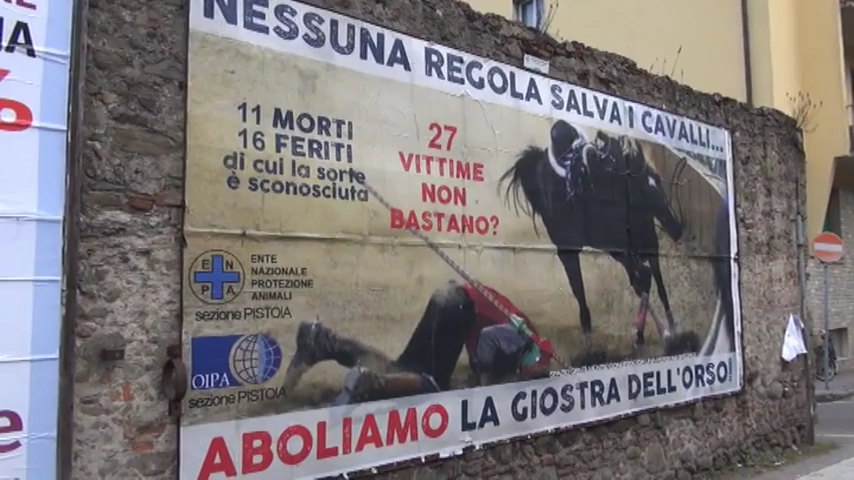 NESSUNA REGOLA SALVA I CAVALLI...
11 MORTI
16 FERITI
di cui la sorte
è sconosciuta
27
VITTIME
NON
BASTANO?
E N
P A
ENTE
NAZIONALE
PROTEZIONE
ANIMALI
sezione PISTOIA
OIPA
sezione PISTOIA
ABOLIAMO LA GIOSTRA DELL'ORSO!